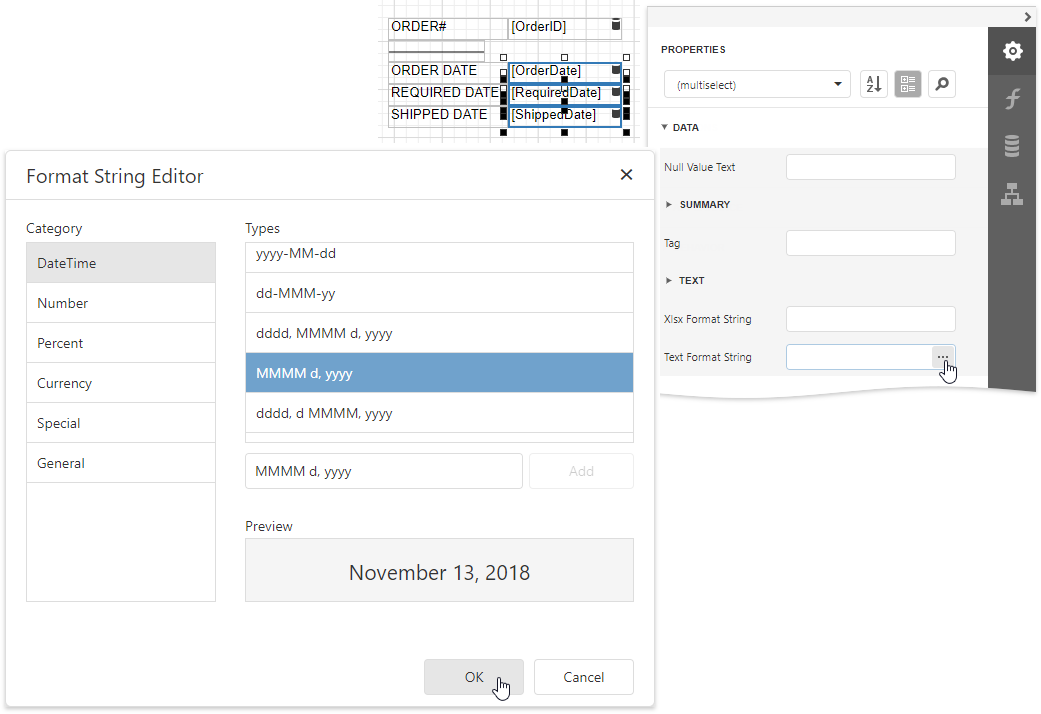 ORDER# [OrderID]
ORDER DATE [OrderDate]
REQUIRED DATE [RequiredDate]
SHIPPED DATE [ShippedDate]
PROPERTIES
(multiselect)
A
Z
DATA
Null Value Text
SUMMARY
Tag
TEXT
Xlsx Format String
Text Format String ...
f
Format String Editor
Category
DateTime
Number
Percent
Currency
Special
General
Types
yyyy-MM-dd
dd-MMM-yy
dddd, MMMM d, yyyy
MMMM d, yyyy
dddd, d MMMM, yyyy
MMMM d, yyyy
Add
Preview
November 13, 2018
OK
Cancel